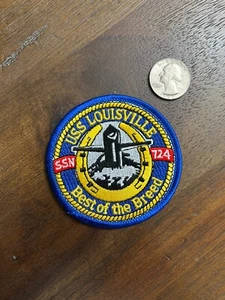 USS LOUISVILLE
SSN 724
Best of the Breed